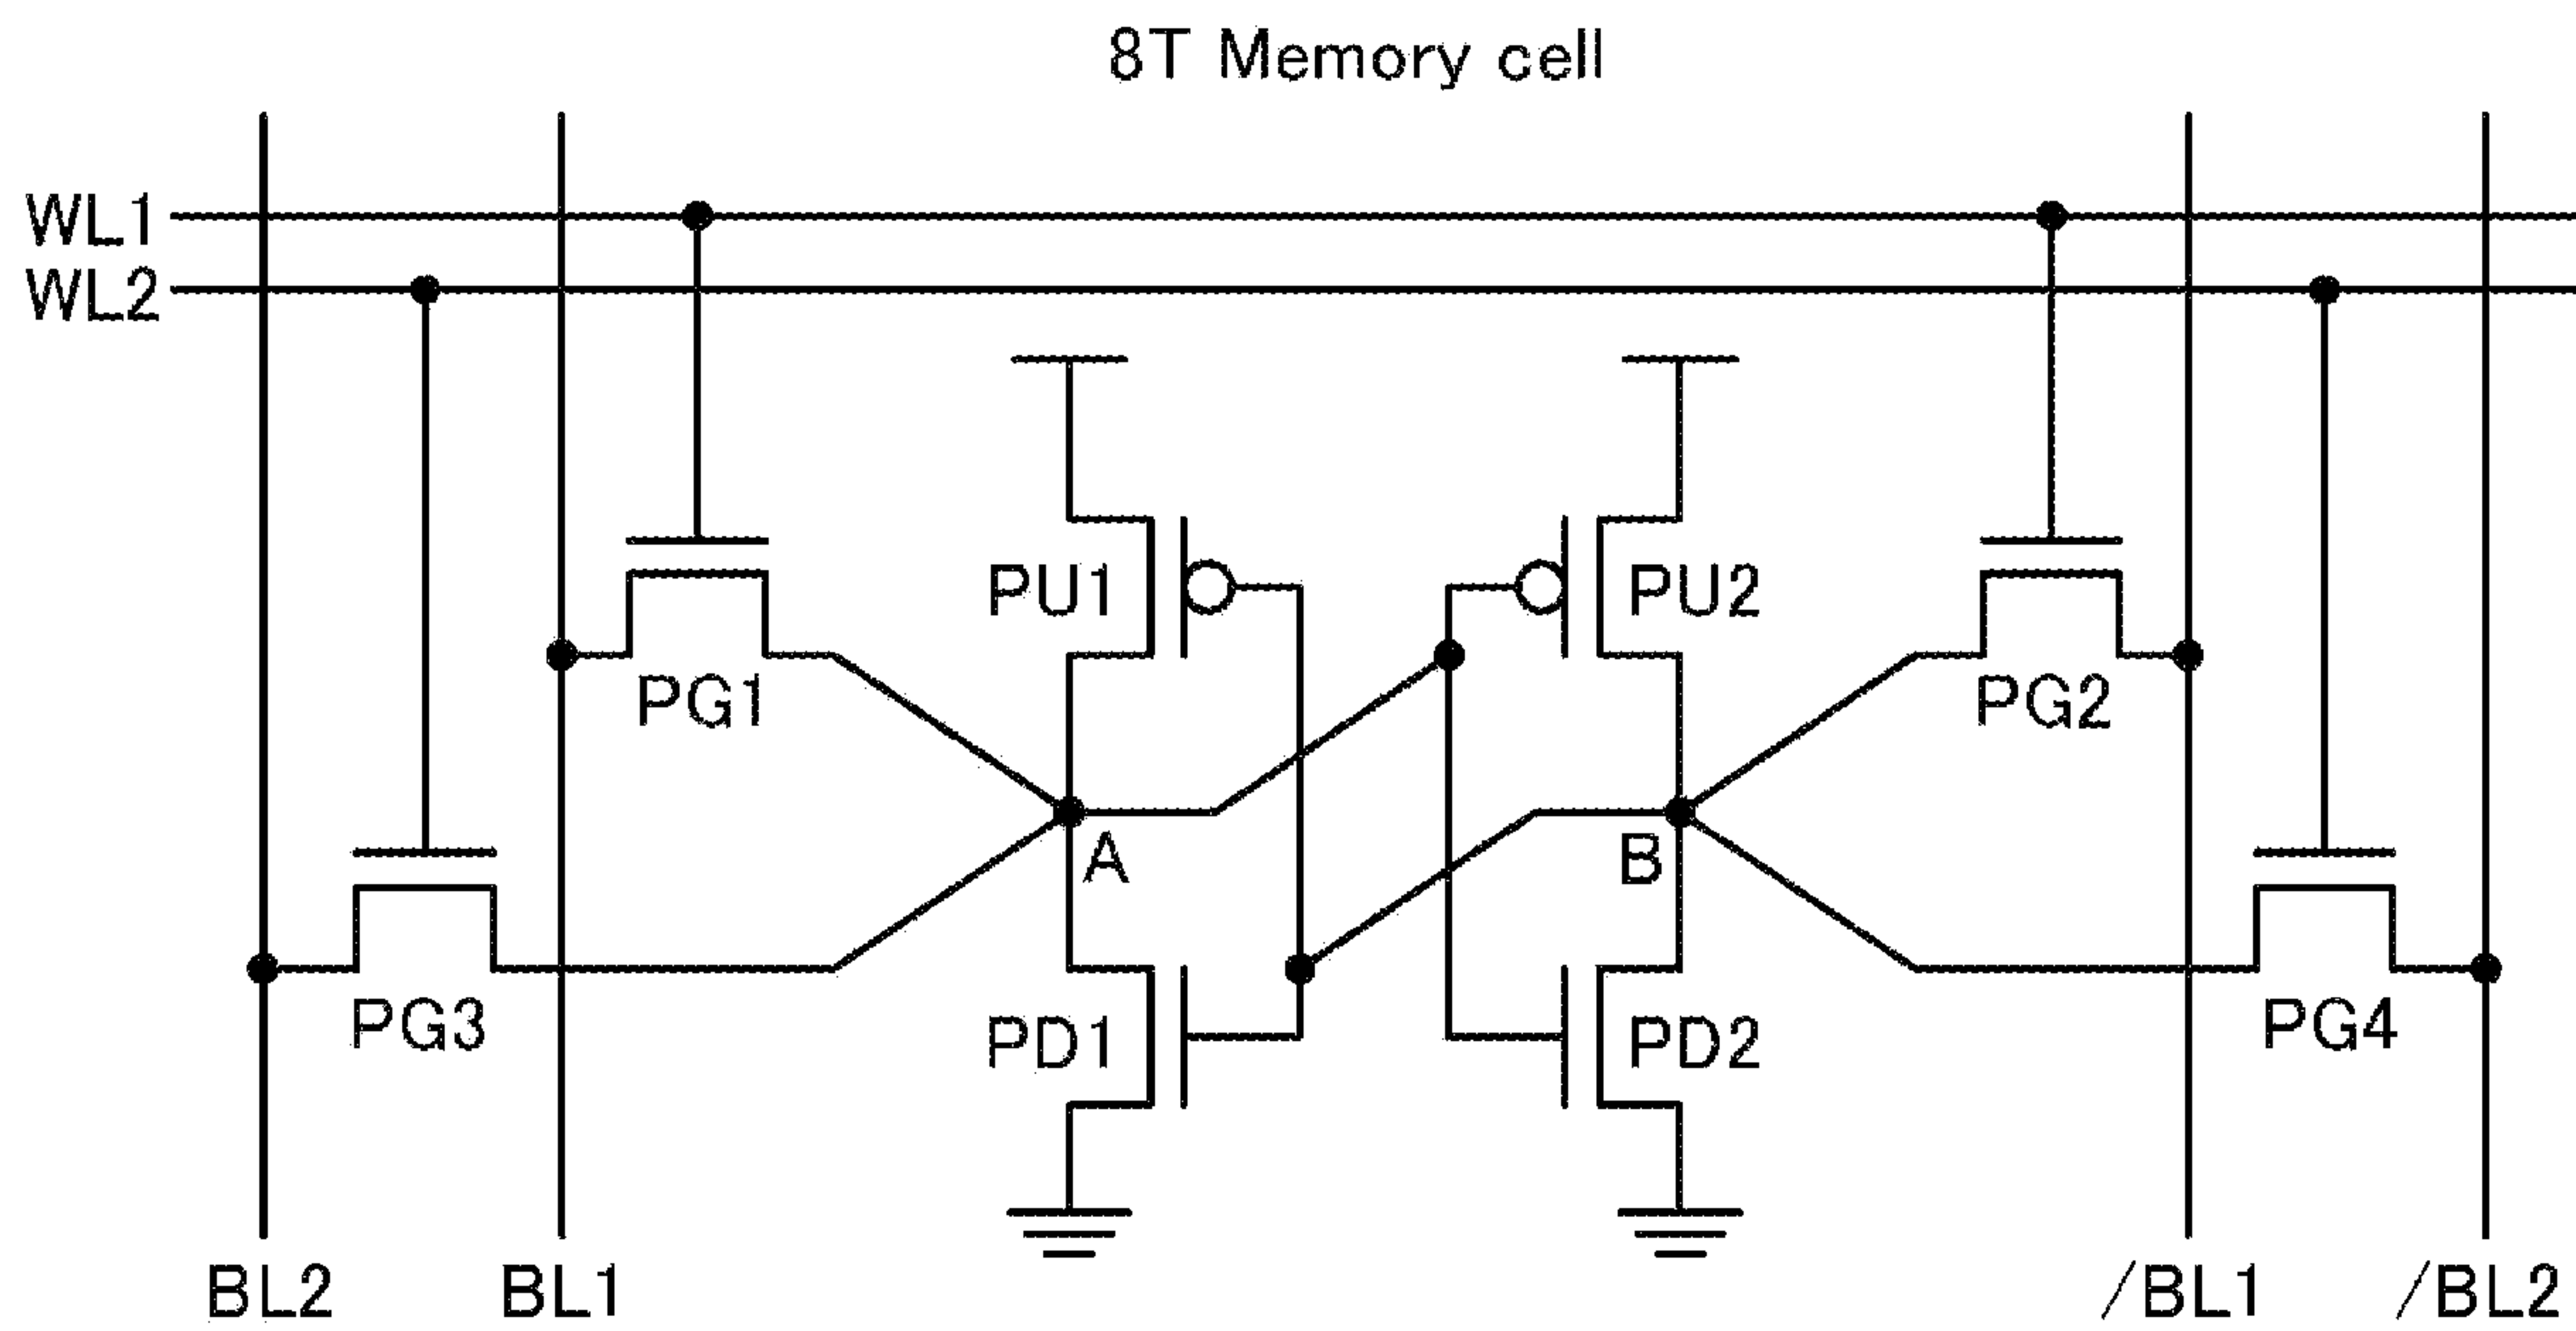 8T Memory cell
WL1
WL2
PU1
PU2
PG1
PG2
A
B
PG3
PD1
PD2
PG4
BL2
BL1
/BL1
/BL2